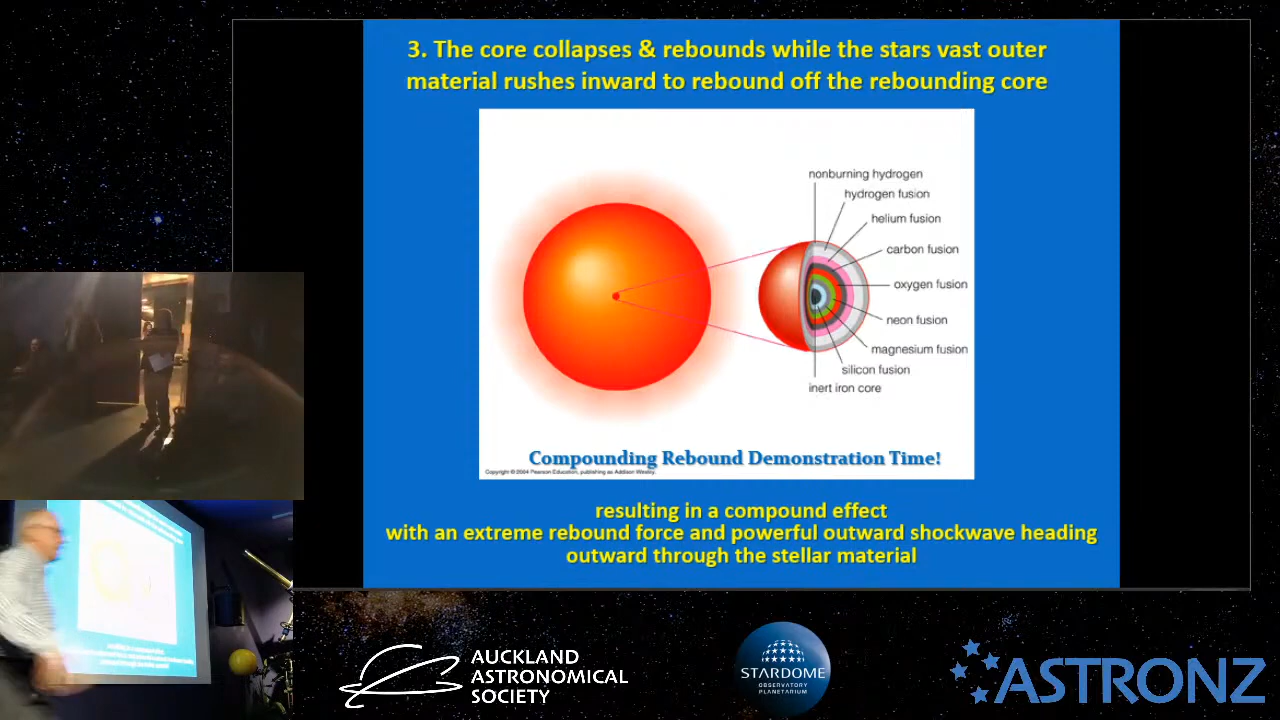 3. The core collapses & rebounds while the stars vast outer
material rushes inward to rebound off the rebounding core
nonburning hydrogen
hydrogen fusion
helium fusion
carbon fusion
oxygen fusion
neon fusion
magnesium fusion
silicon fusion
inert iron core
Compounding Rebound Demonstration Time!
Copyright © 2004 Pearson Education, publishing as Addison Wesley.
resulting in a compound effect
with an extreme rebound force and powerful outward shockwave heading
outward through the stellar material
AUCKLAND
ASTRONOMICAL
SOCIETY
STARDOME
OBSERVATORY
PLANETARIUM
ASTRONZ